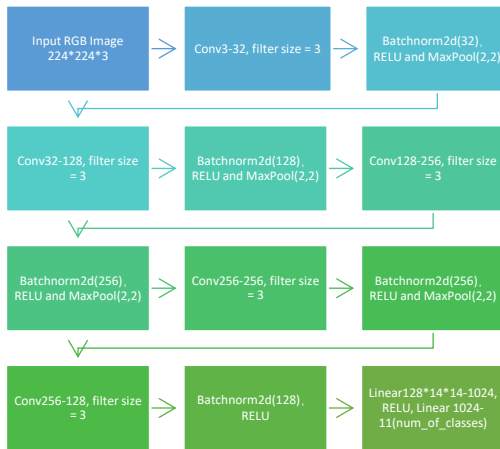 Input RGB Image
224*224*3
Conv3-32, filter size = 3
Batchnorm2d(32),
RELU and MaxPool(2,2)
Conv32-128, filter size
= 3
Batchnorm2d(128),
RELU and MaxPool(2,2)
Conv128-256, filter size
= 3
Batchnorm2d(256),
RELU and MaxPool(2,2)
Conv256-256, filter size
= 3
Batchnorm2d(256),
RELU and MaxPool(2,2)
Conv256-128, filter size
= 3
Batchnorm2d(128),
RELU
Linear128*14*14-1024,
RELU, Linear 1024-
11(num_of_classes)